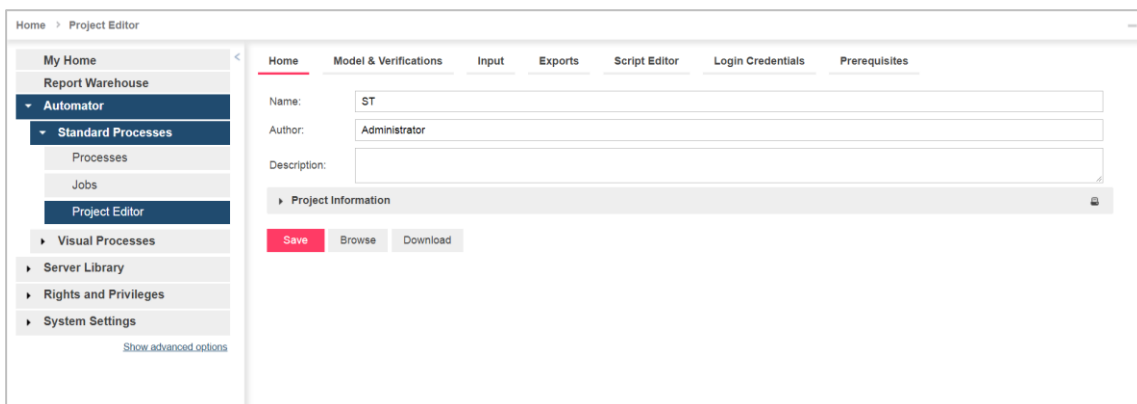 Home > Project Editor
My Home
Report Warehouse
Automator
Standard Processes
Processes
Jobs
Project Editor
Visual Processes
Server Library
Rights and Privileges
System Settings
Show advanced options
Home Model & Verifications Input Exports Script Editor Login Credentials Prerequisites
Name: ST
Author: Administrator
Description:
Project Information
Save Browse Download